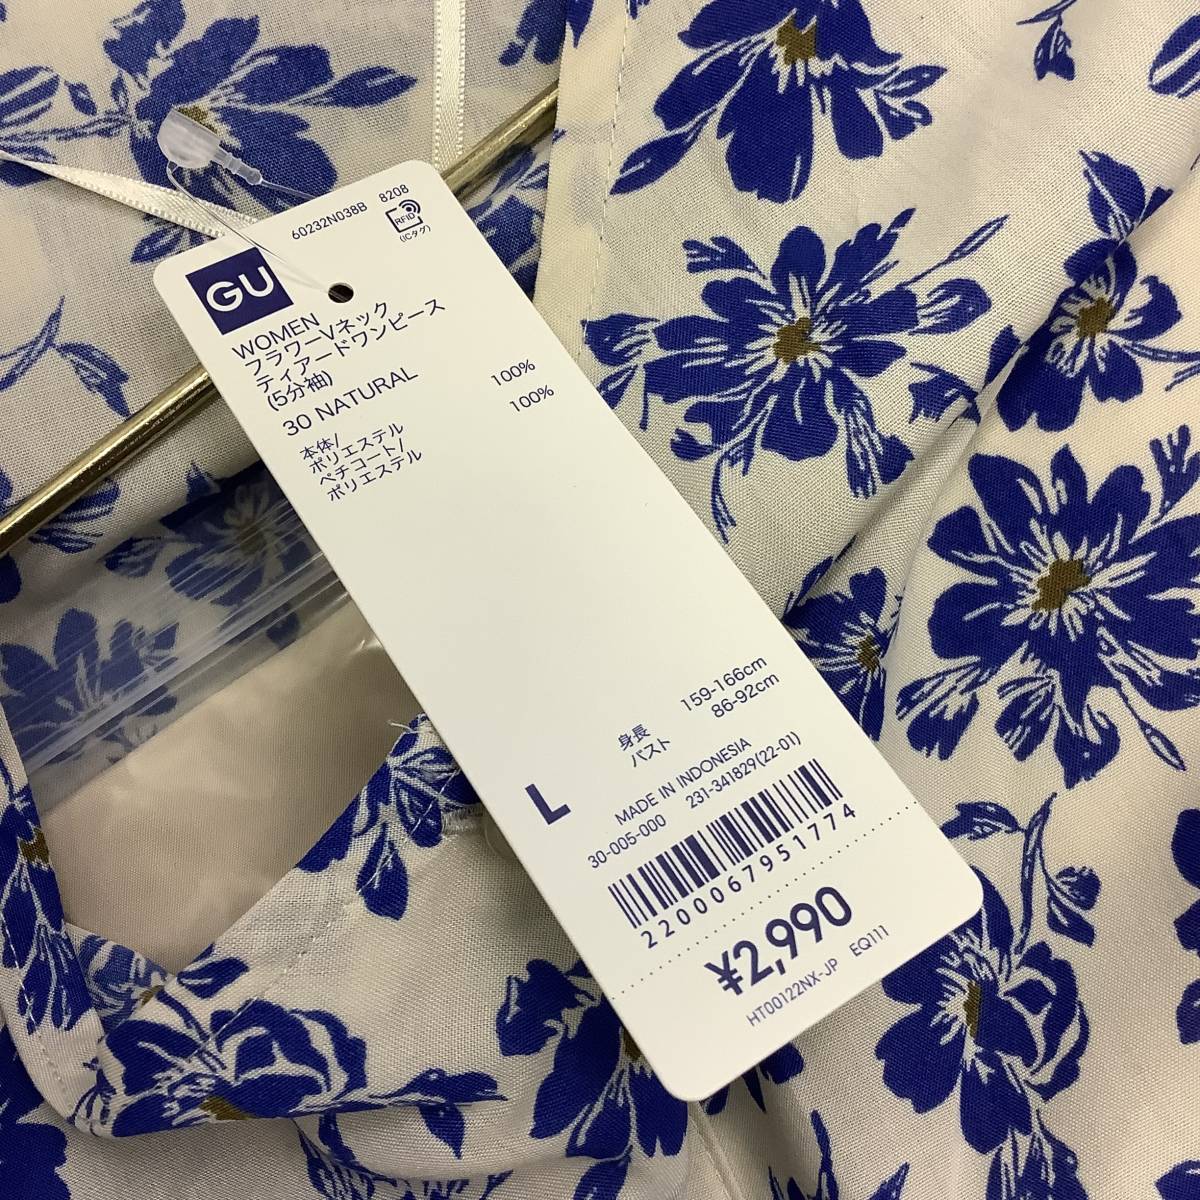 60232N038B 8208
RFID
(ICタグ)
GU
WOMEN
フラワーVネック
ティアードワンピース
(5分袖)
30 NATURAL
本体/
ポリエステル 100%
ペチコート/
ポリエステル 100%
身長 159-166cm
バスト 86-92cm
L
MADE IN INDONESIA
30-005-000 231-341829(22-01)
2200067951774
¥2,990
HT00122NX-JP EQ111